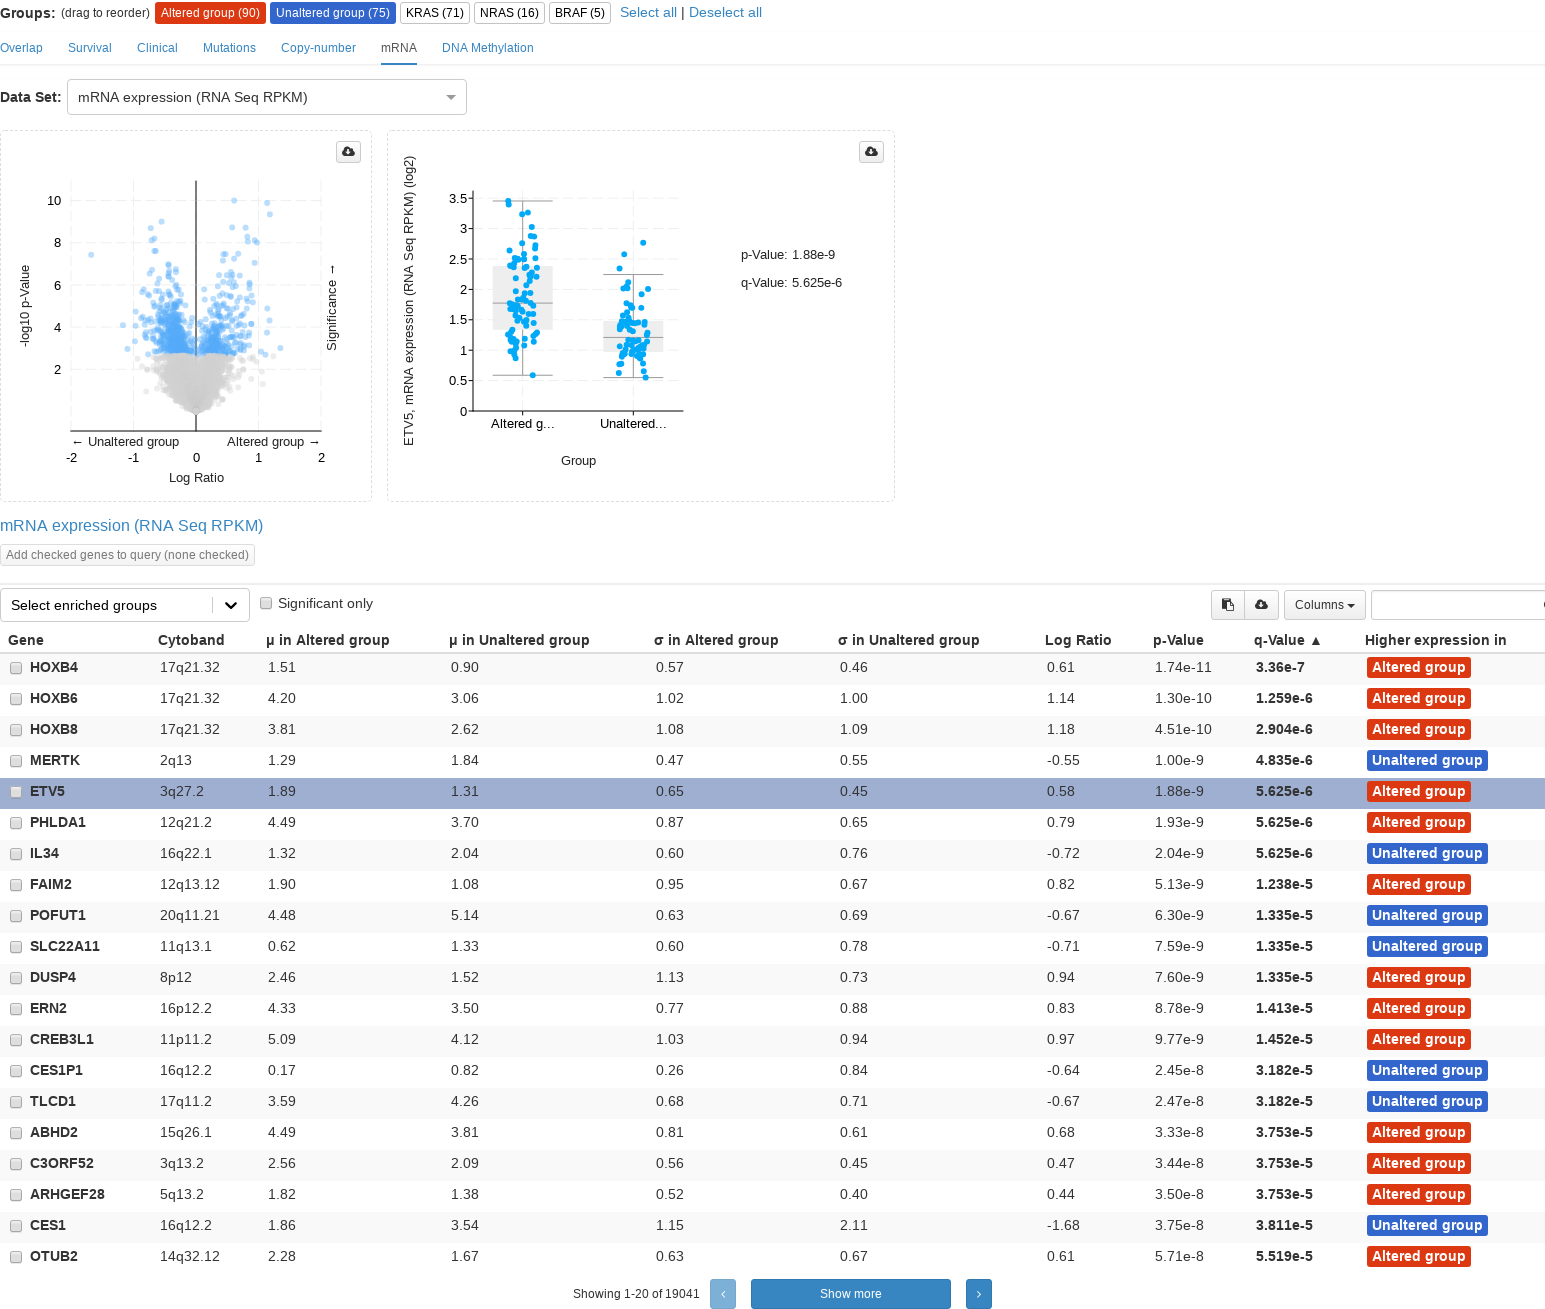 Groups: (drag to reorder) Altered group (90) Unaltered group (75) KRAS (71) NRAS (16) BRAF (5) Select all | Deselect all
Overlap Survival Clinical Mutations Copy-number mRNA DNA Methylation
Data Set: mRNA expression (RNA Seq RPKM)
-log10 p-Value
10
8
6
4
2
Significance →
← Unaltered group Altered group →
-2 -1 0 1 2
Log Ratio
ETV5, mRNA expression (RNA Seq RPKM) (log2)
3.5
3
2.5
2
1.5
1
0.5
0
Altered g... Unaltered...
Group
p-Value: 1.88e-9
q-Value: 5.625e-6
mRNA expression (RNA Seq RPKM)
Add checked genes to query (none checked)
Select enriched groups Significant only Columns
Gene Cytoband μ in Altered group μ in Unaltered group σ in Altered group σ in Unaltered group Log Ratio p-Value q-Value ▲ Higher expression in
HOXB4 17q21.32 1.51 0.90 0.57 0.46 0.61 1.74e-11 3.36e-7 Altered group
HOXB6 17q21.32 4.20 3.06 1.02 1.00 1.14 1.30e-10 1.259e-6 Altered group
HOXB8 17q21.32 3.81 2.62 1.08 1.09 1.18 4.51e-10 2.904e-6 Altered group
MERTK 2q13 1.29 1.84 0.47 0.55 -0.55 1.00e-9 4.835e-6 Unaltered group
ETV5 3q27.2 1.89 1.31 0.65 0.45 0.58 1.88e-9 5.625e-6 Altered group
PHLDA1 12q21.2 4.49 3.70 0.87 0.65 0.79 1.93e-9 5.625e-6 Altered group
IL34 16q22.1 1.32 2.04 0.60 0.76 -0.72 2.04e-9 5.625e-6 Unaltered group
FAIM2 12q13.12 1.90 1.08 0.95 0.67 0.82 5.13e-9 1.238e-5 Altered group
POFUT1 20q11.21 4.48 5.14 0.63 0.69 -0.67 6.30e-9 1.335e-5 Unaltered group
SLC22A11 11q13.1 0.62 1.33 0.60 0.78 -0.71 7.59e-9 1.335e-5 Unaltered group
DUSP4 8p12 2.46 1.52 1.13 0.73 0.94 7.60e-9 1.335e-5 Altered group
ERN2 16p12.2 4.33 3.50 0.77 0.88 0.83 8.78e-9 1.413e-5 Altered group
CREB3L1 11p11.2 5.09 4.12 1.03 0.94 0.97 9.77e-9 1.452e-5 Altered group
CES1P1 16q12.2 0.17 0.82 0.26 0.84 -0.64 2.45e-8 3.182e-5 Unaltered group
TLCD1 17q11.2 3.59 4.26 0.68 0.71 -0.67 2.47e-8 3.182e-5 Unaltered group
ABHD2 15q26.1 4.49 3.81 0.81 0.61 0.68 3.33e-8 3.753e-5 Altered group
C3ORF52 3q13.2 2.56 2.09 0.56 0.45 0.47 3.44e-8 3.753e-5 Altered group
ARHGEF28 5q13.2 1.82 1.38 0.52 0.40 0.44 3.50e-8 3.753e-5 Altered group
CES1 16q12.2 1.86 3.54 1.15 2.11 -1.68 3.75e-8 3.811e-5 Unaltered group
OTUB2 14q32.12 2.28 1.67 0.63 0.67 0.61 5.71e-8 5.519e-5 Altered group
Showing 1-20 of 19041 ‹ Show more ›